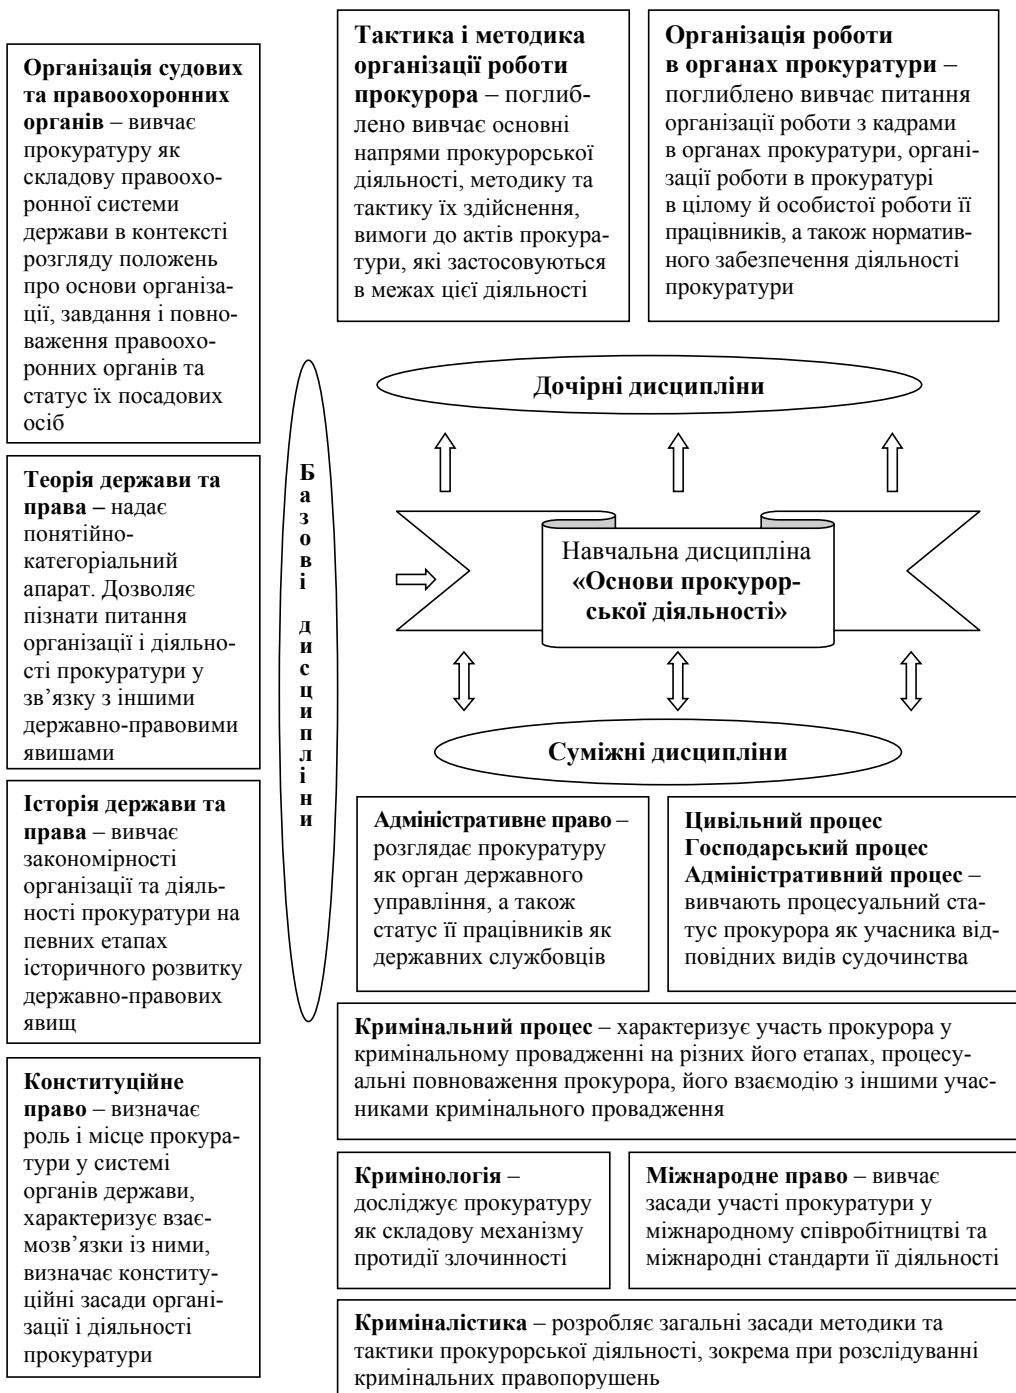 Організація судових
та правоохоронних
органів – вивчає
прокуратуру як
складову правоохо-
ронної системи
держави в контексті
розгляду положень
про основи організа-
ції, завдання і повно-
важення правоохо-
ронних органів та
статус їх посадових
осіб
Теорія держави та
права – надає
понятійно-
категоріальний
апарат. Дозволяє
пізнати питання
організації і діяльно-
сті прокуратури у
зв’язку з іншими
державно-правовими
явишами
Історія держави та
права – вивчає
закономірності
організації та діяль-
ності прокуратури на
певних етапах
історичного розвитку
державно-правових
явищ
Конституційне
право – визначає
роль і місце прокура-
тури у системі
органів держави,
характеризує взає-
мозв’язки із ними,
визначає конститу-
ційні засади органі-
зації і діяльності
прокуратури
Базові дисципліни
Тактика і методика
організації роботи
прокурора – поглиб-
лено вивчає основні
напрями прокурорської
діяльності, методику та
тактику їх здійснення,
вимоги до актів прокура-
тури, які застосовуються
в межах цієї діяльності
Організація роботи
в органах прокуратури –
поглиблено вивчає питання
організації роботи з кадрами
в органах прокуратури, органі-
зації роботи в прокуратурі
в цілому й особистої роботи її
працівників, а також норматив-
ного забезпечення діяльності
прокуратури
Дочірні дисципліни
Навчальна дисципліна
«Основи прокурор-
ської діяльності»
Суміжні дисципліни
Адміністративне право –
розглядає прокуратуру
як орган державного
управління, а також
статус її працівників як
державних службовців
Цивільний процес
Господарський процес
Адміністративний процес –
вивчають процесуальний ста-
тус прокурора як учасника від-
повідних видів судочинства
Кримінальний процес – характеризує участь прокурора у
кримінальному провадженні на різних його етапах, процесу-
альні повноваження прокурора, його взаємодію з іншими учас-
никами кримінального провадження
Кримінологія –
досліджує прокуратуру
як складову механізму
протидії злочинності
Міжнародне право – вивчає
засади участі прокуратури у
міжнародному співробітництві та
міжнародні стандарти її діяльності
Криміналістика – розробляє загальні засади методики та
тактики прокурорської діяльності, зокрема при розслідуванні
кримінальних правопорушень